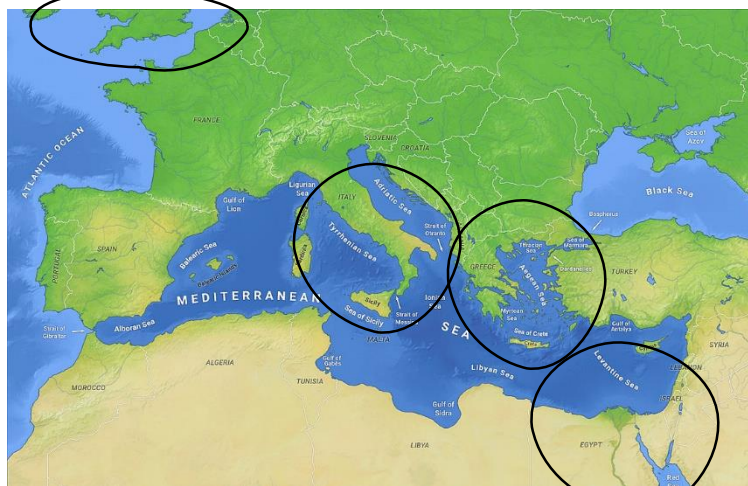 SLOVENIA
CROATIA
Sea of
Azov
FRANCE
ATLANTIC OCEAN
Ligurian
Sea
ITALY
Adriatic Sea
Black Sea
Gulf of
Lion
Bosphorus
Strait of
Otranto
Thracian
Sea
Sea of
Marmara
PORTUGAL
SPAIN
Balearic Sea
Balearic Islands
Tyrrhenian Sea
GREECE
Aegean Sea
Dardanelles
TURKEY
MEDITERRANEAN
SEA
Sicily
Ionian
Sea
Strait of
Messina
Sea of Sicily
Myrtoan
Sea
Sea of Crete
Crete
Gulf of
Antalya
Strait of
Gibraltar
Alboran Sea
MALTA
SYRIA
LEBANON
Levantine Sea
ALGERIA
Gulf of
Gabès
TUNISIA
Libyan Sea
MOROCCO
ISRAEL
Gulf of
Sidra
LIBYA
EGYPT
Red